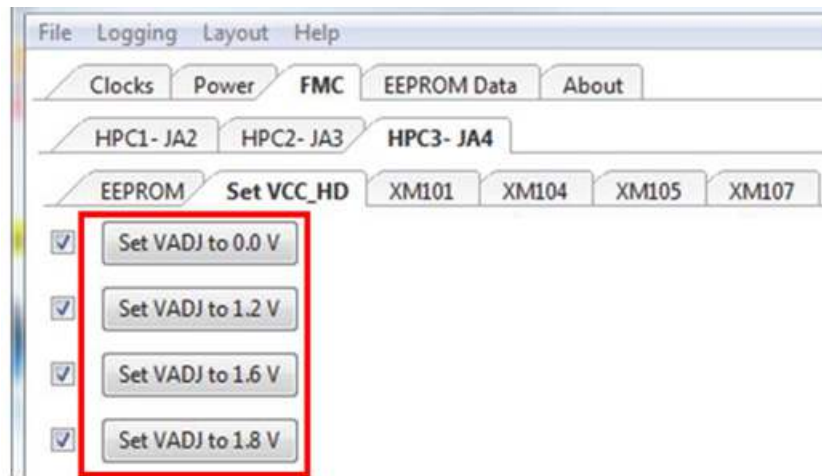 File Logging Layout Help
Clocks Power FMC EEPROM Data About
HPC1- JA2 HPC2- JA3 HPC3- JA4
EEPROM Set VCC_HD XM101 XM104 XM105 XM107
Set VADJ to 0.0 V
Set VADJ to 1.2 V
Set VADJ to 1.6 V
Set VADJ to 1.8 V